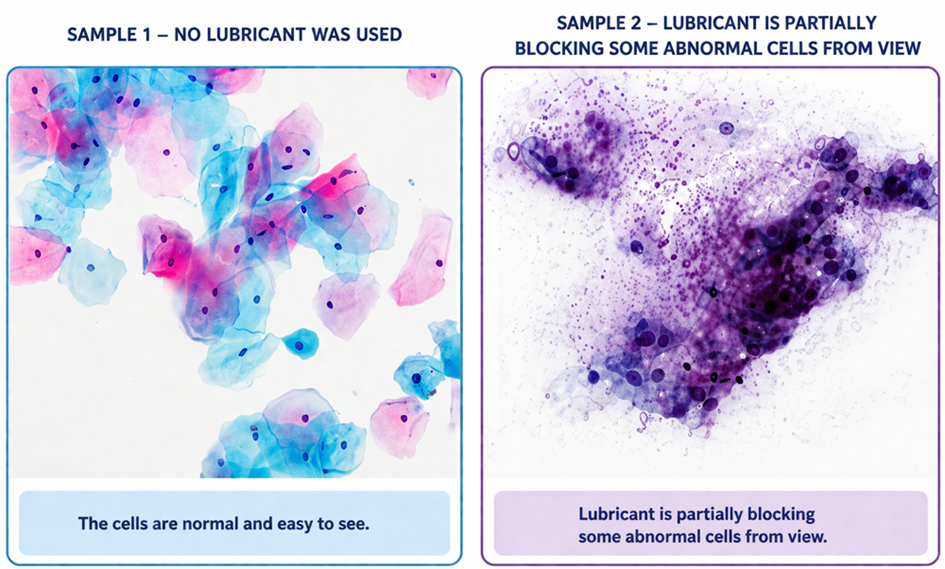 SAMPLE 1 – NO LUBRICANT WAS USED
SAMPLE 2 – LUBRICANT IS PARTIALLY
BLOCKING SOME ABNORMAL CELLS FROM VIEW
The cells are normal and easy to see.
Lubricant is partially blocking
some abnormal cells from view.